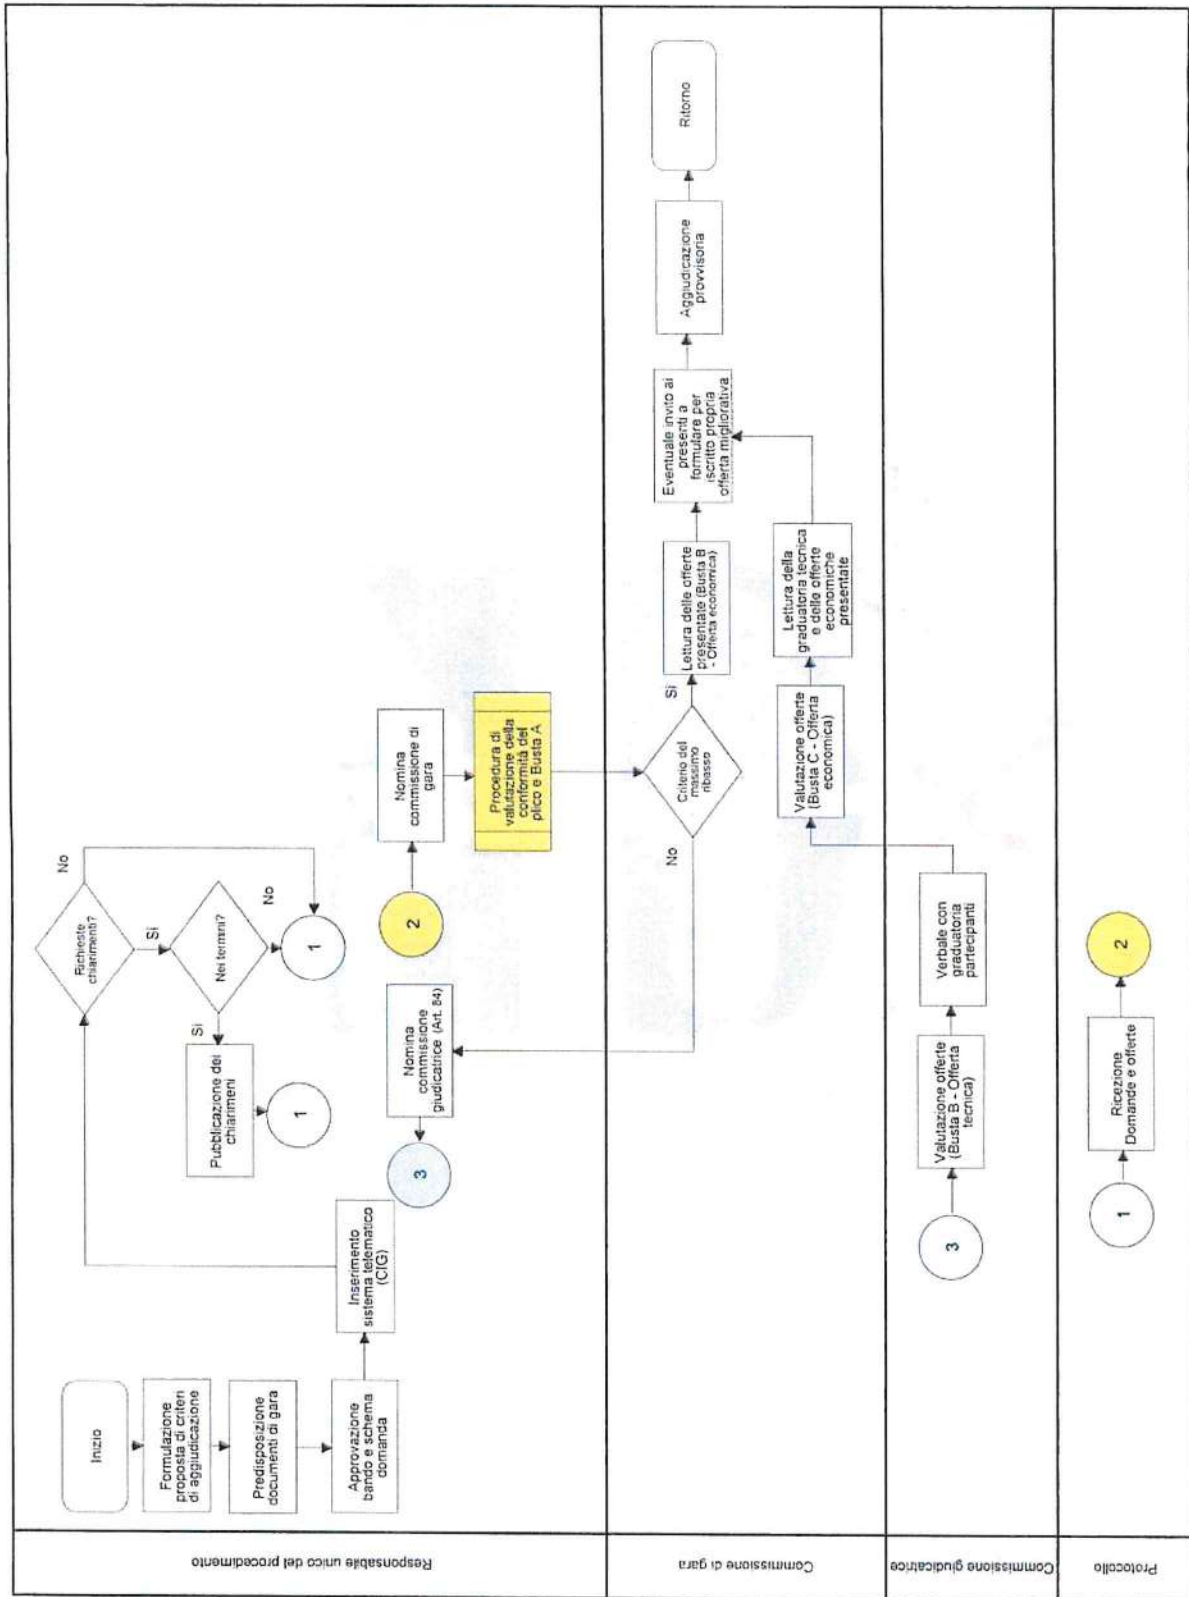 Responsabile unico del procedimento
Inizio
Formulazione
proposta di criteri
di aggiudicazione
Predisposizione
documenti di gara
Approvazione
bando e schema
domanda
Inserimento
sistema telematico
(CIG)
Richieste
chiarimenti?
No
Si
Nei termini?
No
Si
1
Pubblicazione dei
chiarimeni
1
2
Nomina
commissione di
gara
Procedura di
valutazione della
conformità del
plico e Busta A
Nomina
commissione
giudicatrice (Art. 84)
3
Commissione di gara
Criterio del
massimo
ribasso
No
Si
Lettura delle offerte
presentate (Busta B
- Offerta economica)
Eventuale invito ai
presenti a
formulare per
iscritto propria
offerta migliorativa
Aggiudicazione
provvisoria
Ritorno
Valutazione offerte
(Busta C - Offerta
economica)
Lettura della
graduatoria tecnica
e delle offerte
economiche
presentate
Commissione giudicatrice
3
Valutazione offerte
(Busta B - Offerta
tecnica)
Verbale con
graduatoria
partecipanti
Protocollo
1
Ricezione
Domande e offerte
2